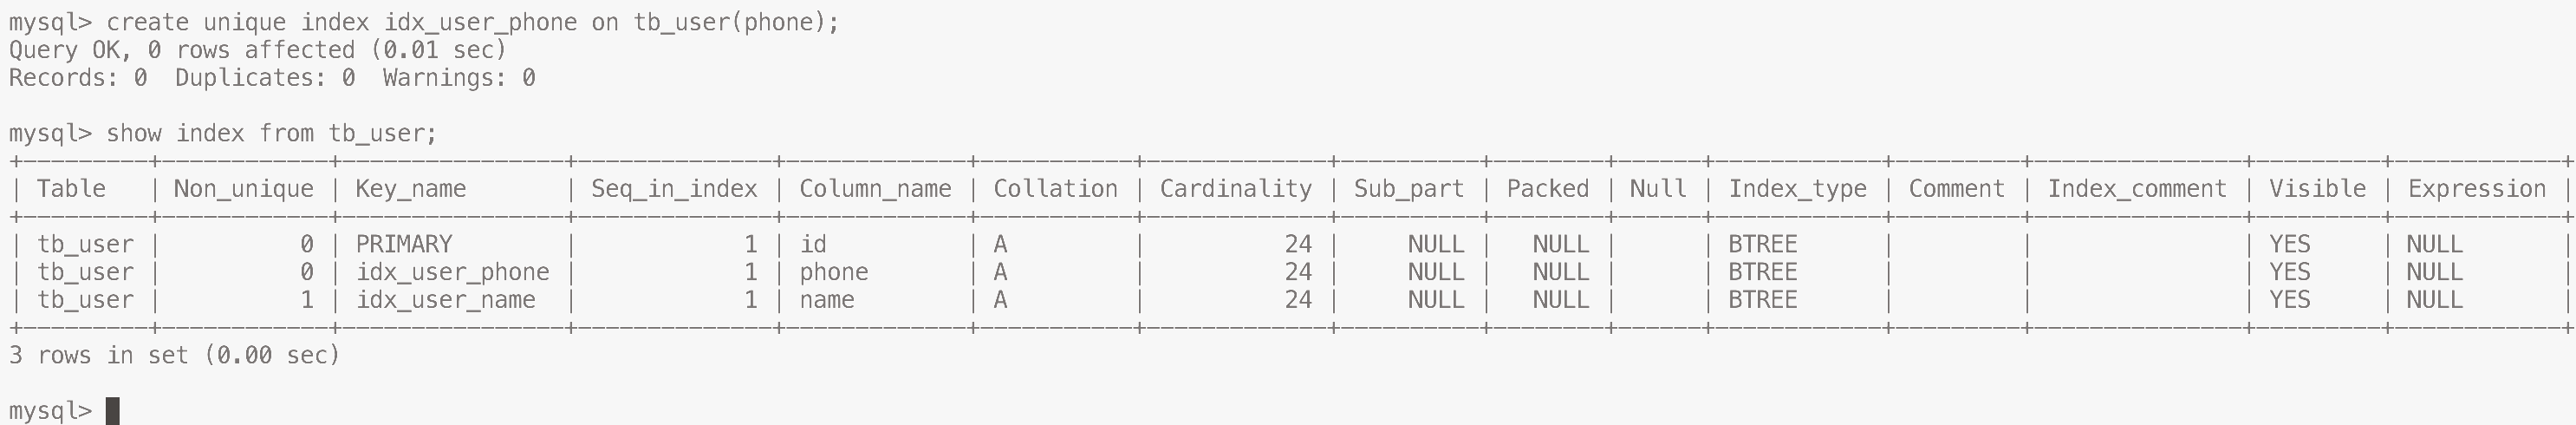 mysql> create unique index idx_user_phone on tb_user(phone);
Query OK, 0 rows affected (0.01 sec)
Records: 0  Duplicates: 0  Warnings: 0

mysql> show index from tb_user;
+---------+------------+----------------+--------------+-------------+-----------+-------------+----------+--------+------+------------+---------+---------------+---------+------------+
| Table   | Non_unique | Key_name       | Seq_in_index | Column_name | Collation | Cardinality | Sub_part | Packed | Null | Index_type | Comment | Index_comment | Visible | Expression |
+---------+------------+----------------+--------------+-------------+-----------+-------------+----------+--------+------+------------+---------+---------------+---------+------------+
| tb_user |          0 | PRIMARY        |            1 | id          | A         |          24 |     NULL |   NULL |      | BTREE      |         |               | YES     | NULL       |
| tb_user |          0 | idx_user_phone |            1 | phone       | A         |          24 |     NULL |   NULL |      | BTREE      |         |               | YES     | NULL       |
| tb_user |          1 | idx_user_name  |            1 | name        | A         |          24 |     NULL |   NULL |      | BTREE      |         |               | YES     | NULL       |
+---------+------------+----------------+--------------+-------------+-----------+-------------+----------+--------+------+------------+---------+---------------+---------+------------+
3 rows in set (0.00 sec)

mysql>